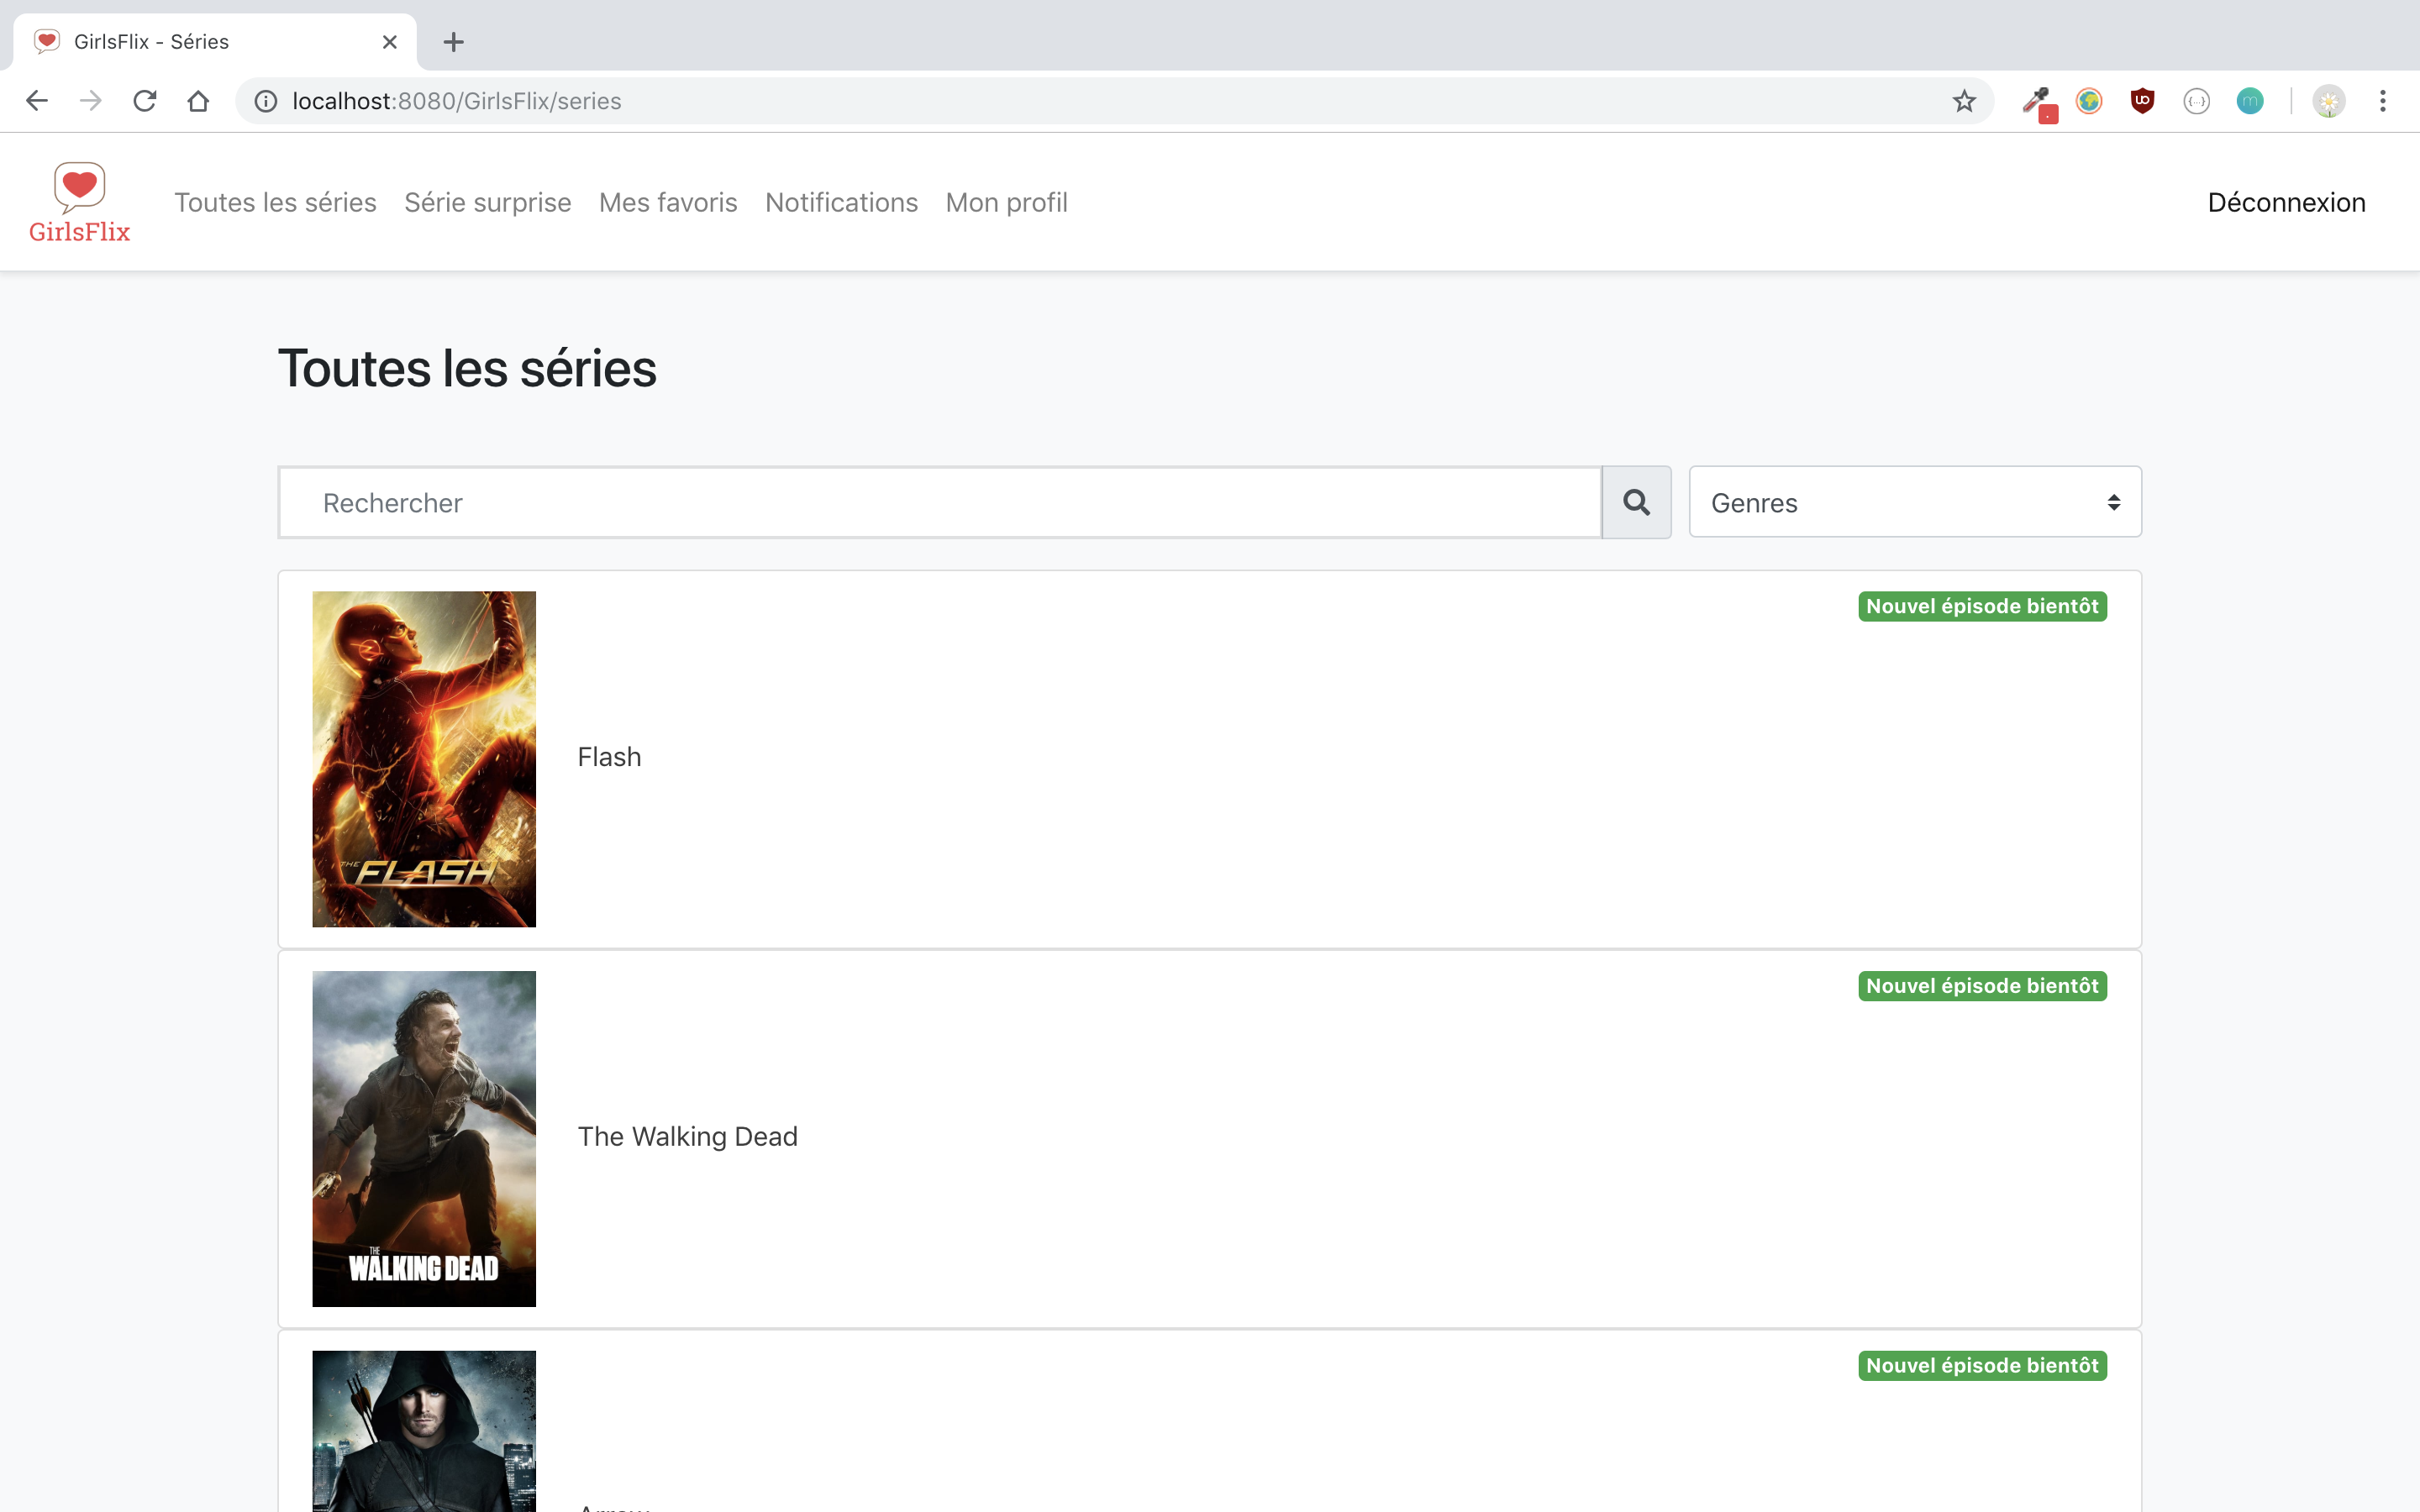 GirlsFlix - Séries
localhost:8080/GirlsFlix/series
GirlsFlix
Toutes les séries
Série surprise
Mes favoris
Notifications
Mon profil
Déconnexion
Toutes les séries
Rechercher
Genres
Nouvel épisode bientôt
Flash
THE
FLASH
Nouvel épisode bientôt
The Walking Dead
THE
WALKING DEAD
Nouvel épisode bientôt
Arrow